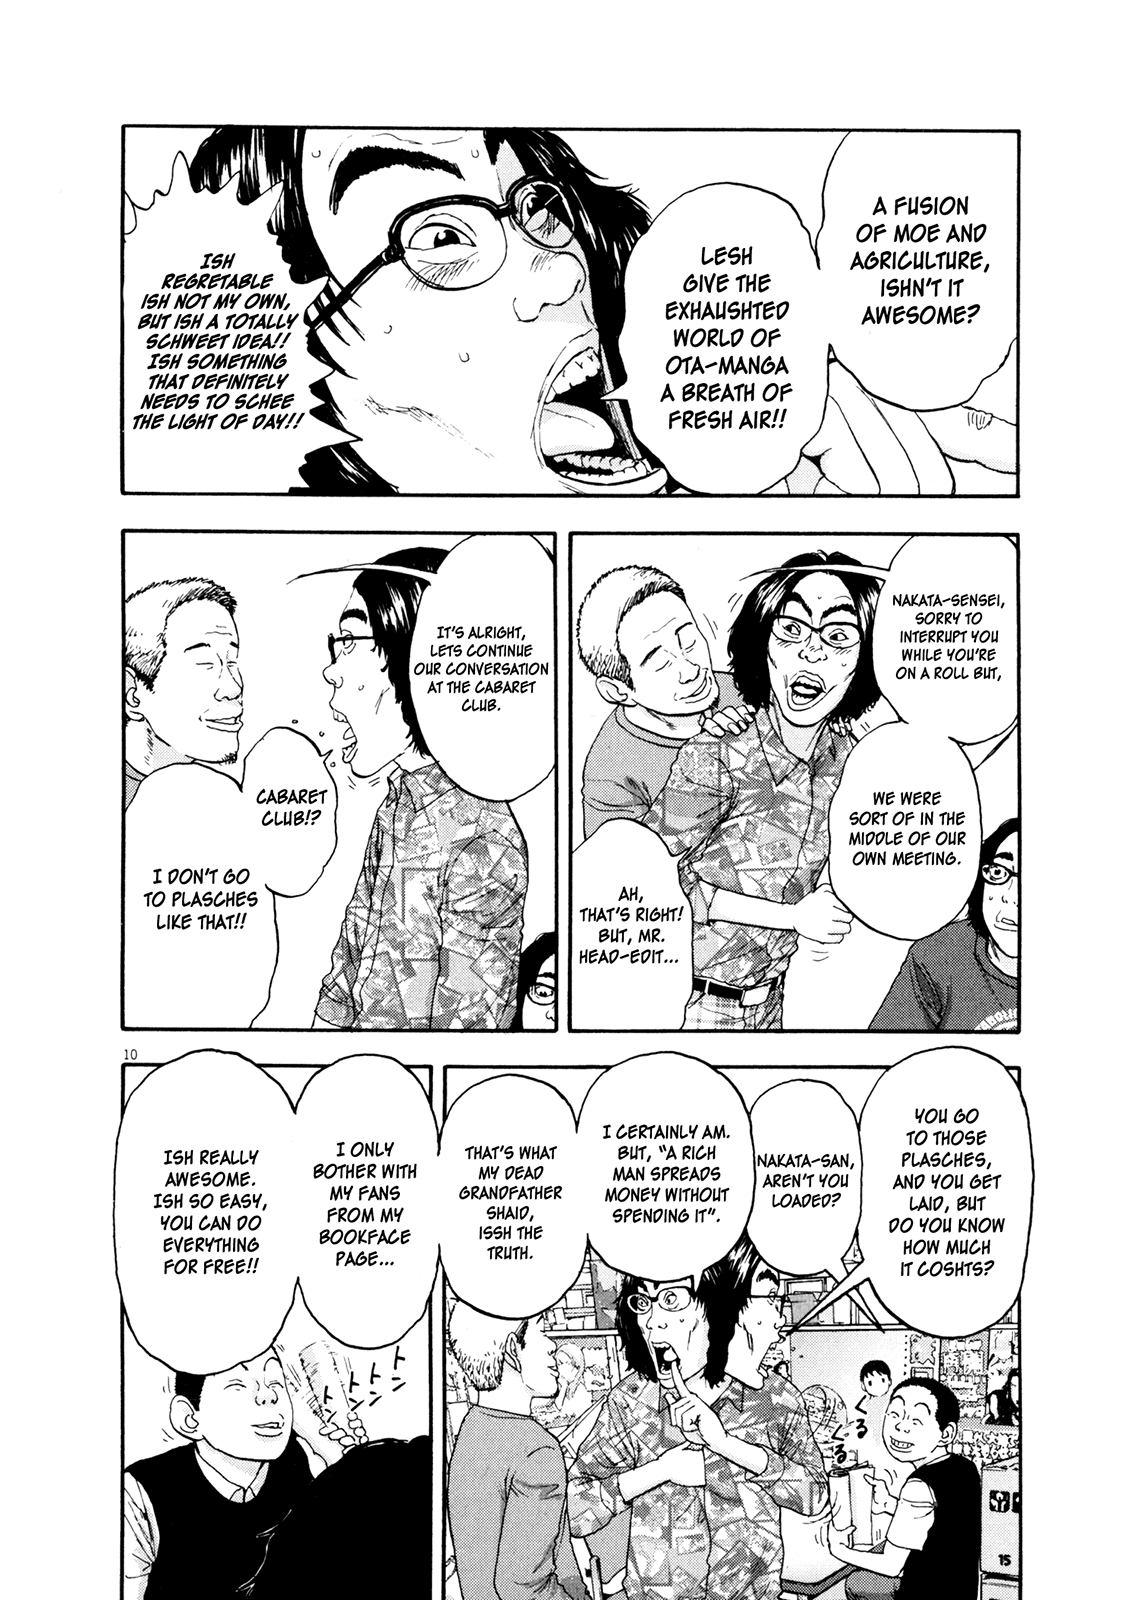 A FUSION
OF MOE AND
AGRICULTURE,
ISHN'T IT
AWESOME?
LESH
GIVE THE
EXHAUSHTED
WORLD OF
OTA-MANGA
A BREATH OF
FRESH AIR!!
ISH
REGRETABLE
ISH NOT MY OWN,
BUT ISH A TOTALLY
SCHWEET IDEA!!
ISH SOMETHING
THAT DEFINITELY
NEEDS TO SCHEE
THE LIGHT OF DAY!!
NAKATA-SENSEI,
SORRY TO
INTERRUPT YOU
WHILE YOU'RE
ON A ROLL BUT,
WE WERE
SORT OF IN THE
MIDDLE OF OUR
OWN MEETING.
AH,
THAT'S RIGHT!
BUT, MR.
HEAD-EDIT...
IT'S ALRIGHT,
LETS CONTINUE
OUR CONVERSATION
AT THE CABARET
CLUB.
CABARET
CLUB!?
I DON'T GO
TO PLASCHES
LIKE THAT!!
10
YOU GO
TO THOSE
PLASCHES,
AND YOU GET
LAID, BUT
DO YOU KNOW
HOW MUCH
IT COSHTS?
NAKATA-SAN,
AREN'T YOU
LOADED?
I CERTAINLY AM.
BUT, "A RICH
MAN SPREADS
MONEY WITHOUT
SPENDING IT".
THAT'S WHAT
MY DEAD
GRANDFATHER
SHAID,
ISSH THE
TRUTH.
くる
くる
15
I ONLY
BOTHER WITH
MY FANS
FROM MY
BOOKFACE
PAGE...
ISH REALLY
AWESOME.
ISH SO EASY,
YOU CAN DO
EVERYTHING
FOR FREE!!
トン
トン
トン